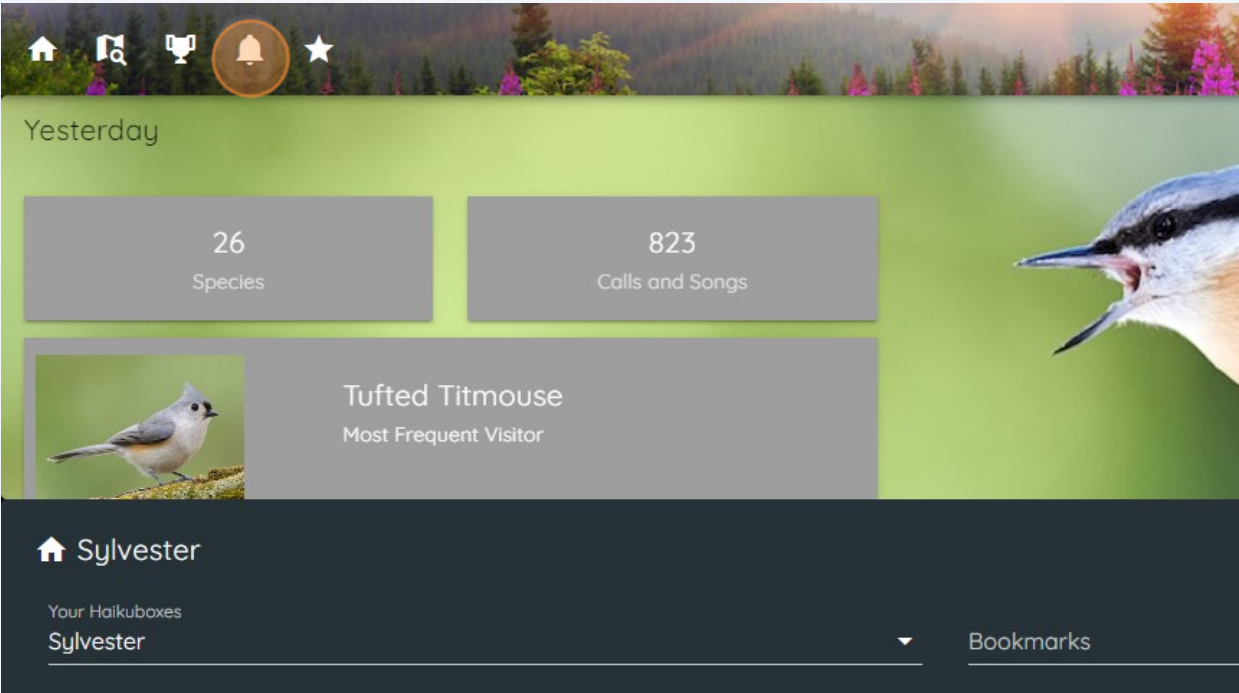 Yesterday
26
Species
823
Calls and Songs
Tufted Titmouse
Most Frequent Visitor
Sylvester
Your Haikuboxes
Sylvester
Bookmarks